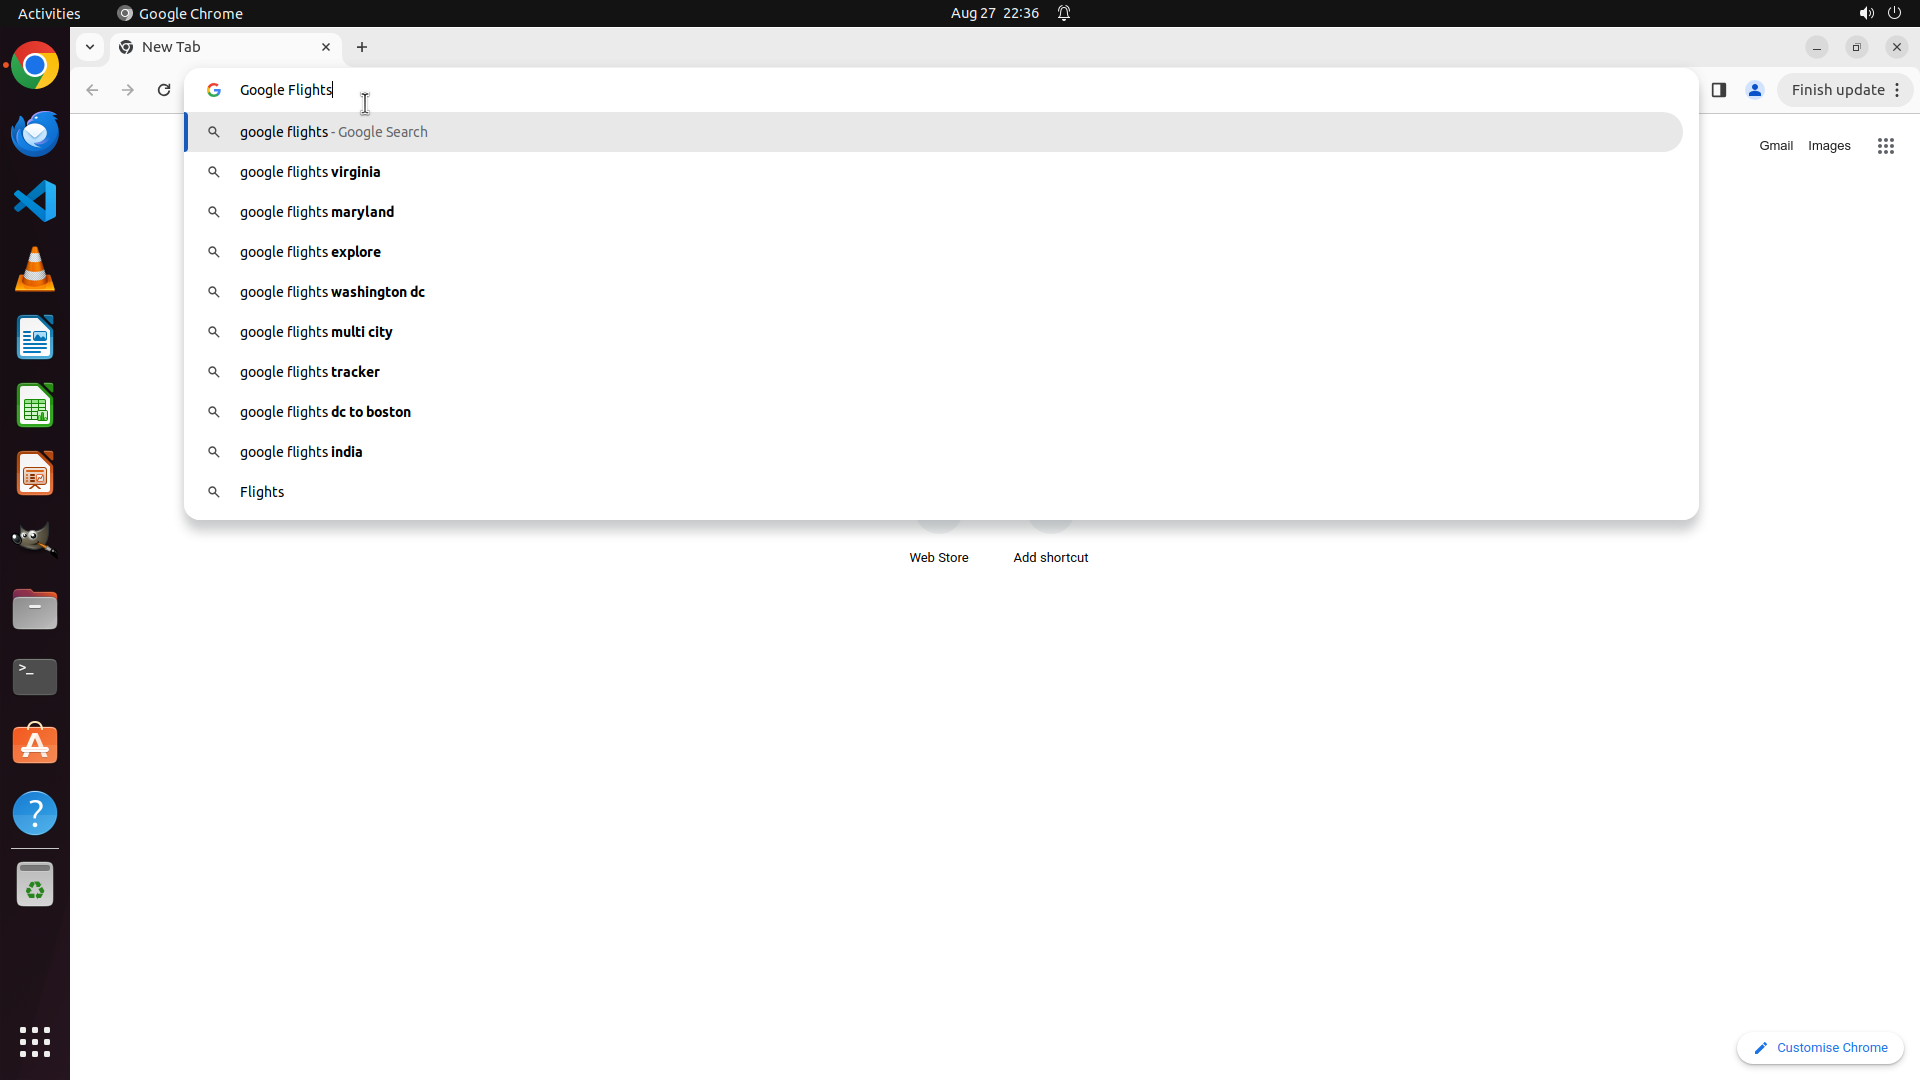 Activities
Google Chrome
Aug 27 22:36
New Tab
Google Flights
Finish update
google flights - Google Search
Gmail
Images
google flights virginia
google flights maryland
google flights explore
google flights washington dc
google flights multi city
google flights tracker
google flights dc to boston
google flights india
Flights
Web Store
Add shortcut
Customise Chrome